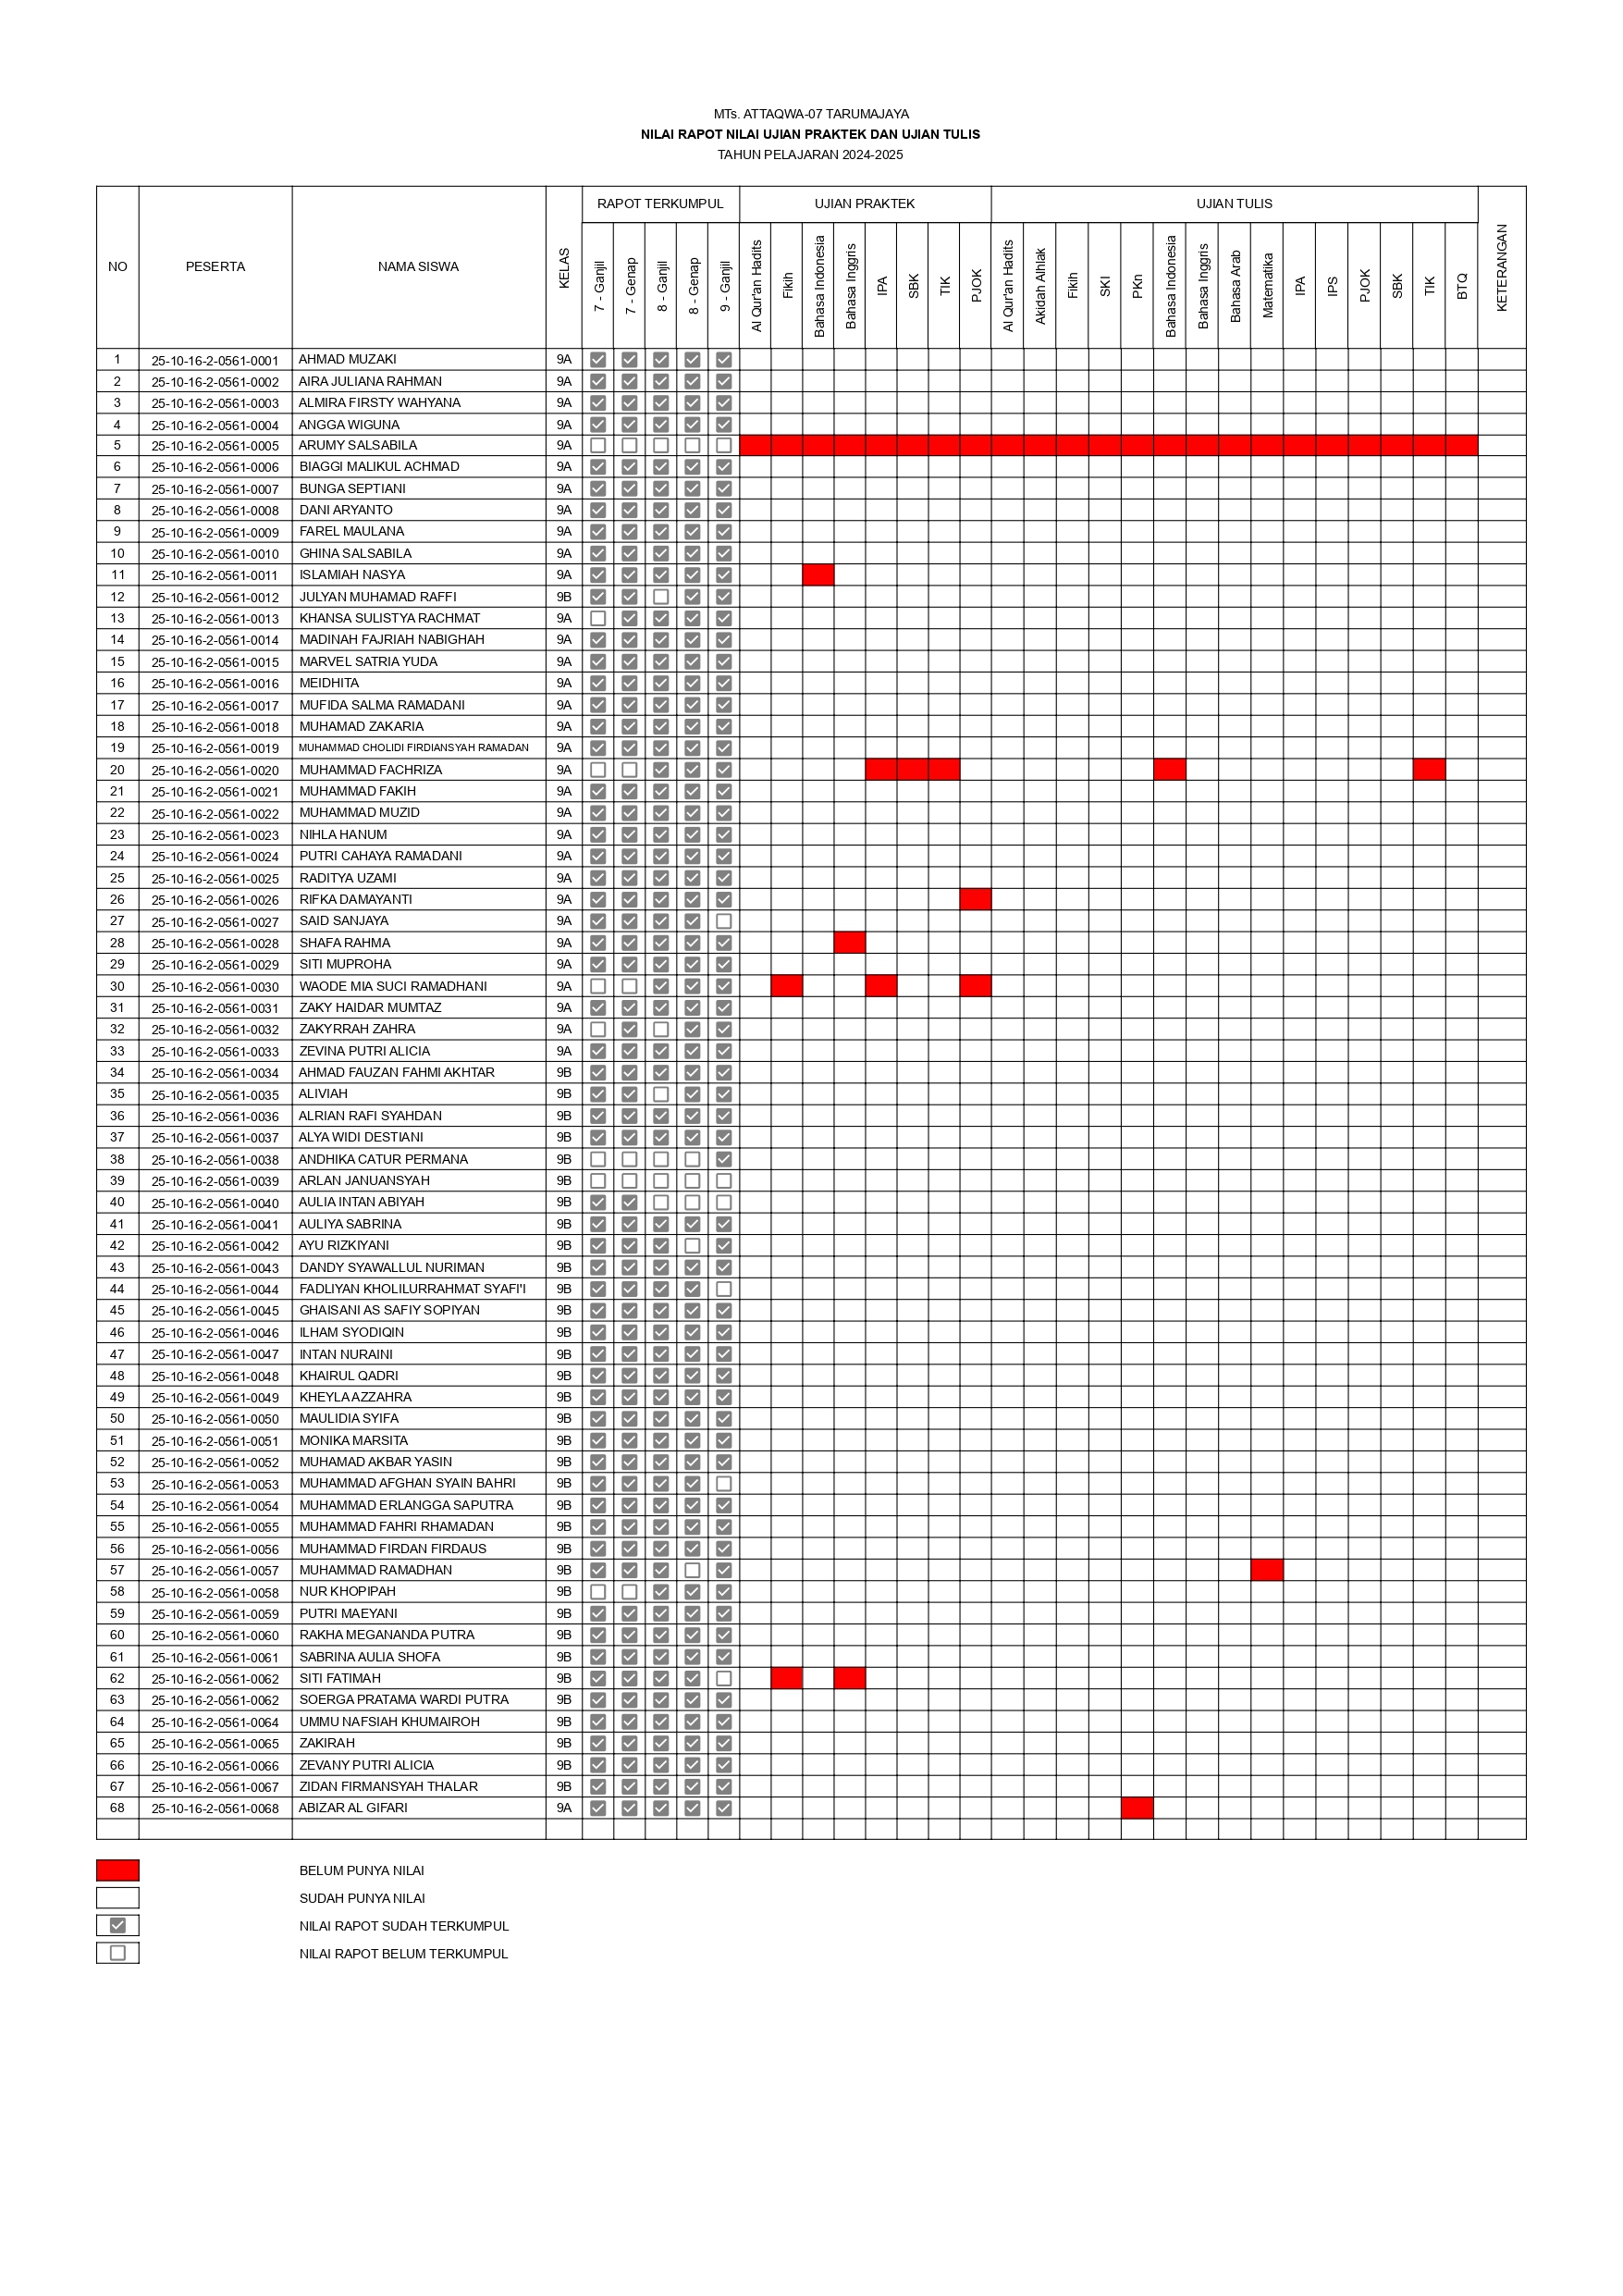 MTs. ATTAQWA-07 TARUMAJAYA
NILAI RAPOT NILAI UJIAN PRAKTEK DAN UJIAN TULIS
TAHUN PELAJARAN 2024-2025
NO PESERTA NAMA SISWA KELAS RAPOT TERKUMPUL UJIAN PRAKTEK UJIAN TULIS KETERANGAN
7 - Ganjil 7 - Genap 8 - Ganjil 8 - Genap 9 - Ganjil Al Qur'an Hadits Fikih Bahasa Indonesia Bahasa Inggris IPA SBK TIK PJOK Al Qur'an Hadits Akidah Alhlak Fikih SKI PKn Bahasa Indonesia Bahasa Inggris Bahasa Arab Matematika IPA IPS PJOK SBK TIK BTQ
1 25-10-16-2-0561-0001 AHMAD MUZAKI 9A
2 25-10-16-2-0561-0002 AIRA JULIANA RAHMAN 9A
3 25-10-16-2-0561-0003 ALMIRA FIRSTY WAHYANA 9A
4 25-10-16-2-0561-0004 ANGGA WIGUNA 9A
5 25-10-16-2-0561-0005 ARUMY SALSABILA 9A
6 25-10-16-2-0561-0006 BIAGGI MALIKUL ACHMAD 9A
7 25-10-16-2-0561-0007 BUNGA SEPTIANI 9A
8 25-10-16-2-0561-0008 DANI ARYANTO 9A
9 25-10-16-2-0561-0009 FAREL MAULANA 9A
10 25-10-16-2-0561-0010 GHINA SALSABILA 9A
11 25-10-16-2-0561-0011 ISLAMIAH NASYA 9A
12 25-10-16-2-0561-0012 JULYAN MUHAMAD RAFFI 9B
13 25-10-16-2-0561-0013 KHANSA SULISTYA RACHMAT 9A
14 25-10-16-2-0561-0014 MADINAH FAJRIAH NABIGHAH 9A
15 25-10-16-2-0561-0015 MARVEL SATRIA YUDA 9A
16 25-10-16-2-0561-0016 MEIDHITA 9A
17 25-10-16-2-0561-0017 MUFIDA SALMA RAMADANI 9A
18 25-10-16-2-0561-0018 MUHAMAD ZAKARIA 9A
19 25-10-16-2-0561-0019 MUHAMMAD CHOLIDI FIRDIANSYAH RAMADAN 9A
20 25-10-16-2-0561-0020 MUHAMMAD FACHRIZA 9A
21 25-10-16-2-0561-0021 MUHAMMAD FAKIH 9A
22 25-10-16-2-0561-0022 MUHAMMAD MUZID 9A
23 25-10-16-2-0561-0023 NIHLA HANUM 9A
24 25-10-16-2-0561-0024 PUTRI CAHAYA RAMADANI 9A
25 25-10-16-2-0561-0025 RADITYA UZAMI 9A
26 25-10-16-2-0561-0026 RIFKA DAMAYANTI 9A
27 25-10-16-2-0561-0027 SAID SANJAYA 9A
28 25-10-16-2-0561-0028 SHAFA RAHMA 9A
29 25-10-16-2-0561-0029 SITI MUPROHA 9A
30 25-10-16-2-0561-0030 WAODE MIA SUCI RAMADHANI 9A
31 25-10-16-2-0561-0031 ZAKY HAIDAR MUMTAZ 9A
32 25-10-16-2-0561-0032 ZAKYRRAH ZAHRA 9A
33 25-10-16-2-0561-0033 ZEVINA PUTRI ALICIA 9A
34 25-10-16-2-0561-0034 AHMAD FAUZAN FAHMI AKHTAR 9B
35 25-10-16-2-0561-0035 ALIVIAH 9B
36 25-10-16-2-0561-0036 ALRIAN RAFI SYAHDAN 9B
37 25-10-16-2-0561-0037 ALYA WIDI DESTIANI 9B
38 25-10-16-2-0561-0038 ANDHIKA CATUR PERMANA 9B
39 25-10-16-2-0561-0039 ARLAN JANUANSYAH 9B
40 25-10-16-2-0561-0040 AULIA INTAN ABIYAH 9B
41 25-10-16-2-0561-0041 AULIYA SABRINA 9B
42 25-10-16-2-0561-0042 AYU RIZKIYANI 9B
43 25-10-16-2-0561-0043 DANDY SYAWALLUL NURIMAN 9B
44 25-10-16-2-0561-0044 FADLIYAN KHOLILURRAHMAT SYAFI'I 9B
45 25-10-16-2-0561-0045 GHAISANI AS SAFIY SOPIYAN 9B
46 25-10-16-2-0561-0046 ILHAM SYODIQIN 9B
47 25-10-16-2-0561-0047 INTAN NURAINI 9B
48 25-10-16-2-0561-0048 KHAIRUL QADRI 9B
49 25-10-16-2-0561-0049 KHEYLA AZZAHRA 9B
50 25-10-16-2-0561-0050 MAULIDIA SYIFA 9B
51 25-10-16-2-0561-0051 MONIKA MARSITA 9B
52 25-10-16-2-0561-0052 MUHAMAD AKBAR YASIN 9B
53 25-10-16-2-0561-0053 MUHAMMAD AFGHAN SYAIN BAHRI 9B
54 25-10-16-2-0561-0054 MUHAMMAD ERLANGGA SAPUTRA 9B
55 25-10-16-2-0561-0055 MUHAMMAD FAHRI RHAMADAN 9B
56 25-10-16-2-0561-0056 MUHAMMAD FIRDAN FIRDAUS 9B
57 25-10-16-2-0561-0057 MUHAMMAD RAMADHAN 9B
58 25-10-16-2-0561-0058 NUR KHOPIPAH 9B
59 25-10-16-2-0561-0059 PUTRI MAEYANI 9B
60 25-10-16-2-0561-0060 RAKHA MEGANANDA PUTRA 9B
61 25-10-16-2-0561-0061 SABRINA AULIA SHOFA 9B
62 25-10-16-2-0561-0062 SITI FATIMAH 9B
63 25-10-16-2-0561-0062 SOERGA PRATAMA WARDI PUTRA 9B
64 25-10-16-2-0561-0064 UMMU NAFSIAH KHUMAIROH 9B
65 25-10-16-2-0561-0065 ZAKIRAH 9B
66 25-10-16-2-0561-0066 ZEVANY PUTRI ALICIA 9B
67 25-10-16-2-0561-0067 ZIDAN FIRMANSYAH THALAR 9B
68 25-10-16-2-0561-0068 ABIZAR AL GIFARI 9A
BELUM PUNYA NILAI
SUDAH PUNYA NILAI
NILAI RAPOT SUDAH TERKUMPUL
NILAI RAPOT BELUM TERKUMPUL